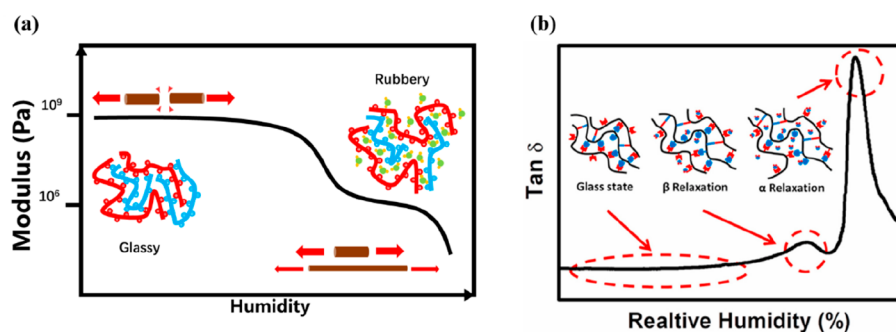 (a)
Modulus (Pa)
10⁹
10⁶
Rubbery
Glassy
Humidity
(b)
Tan δ
Glass state
β Relaxation
α Relaxation
Realtive Humidity (%)